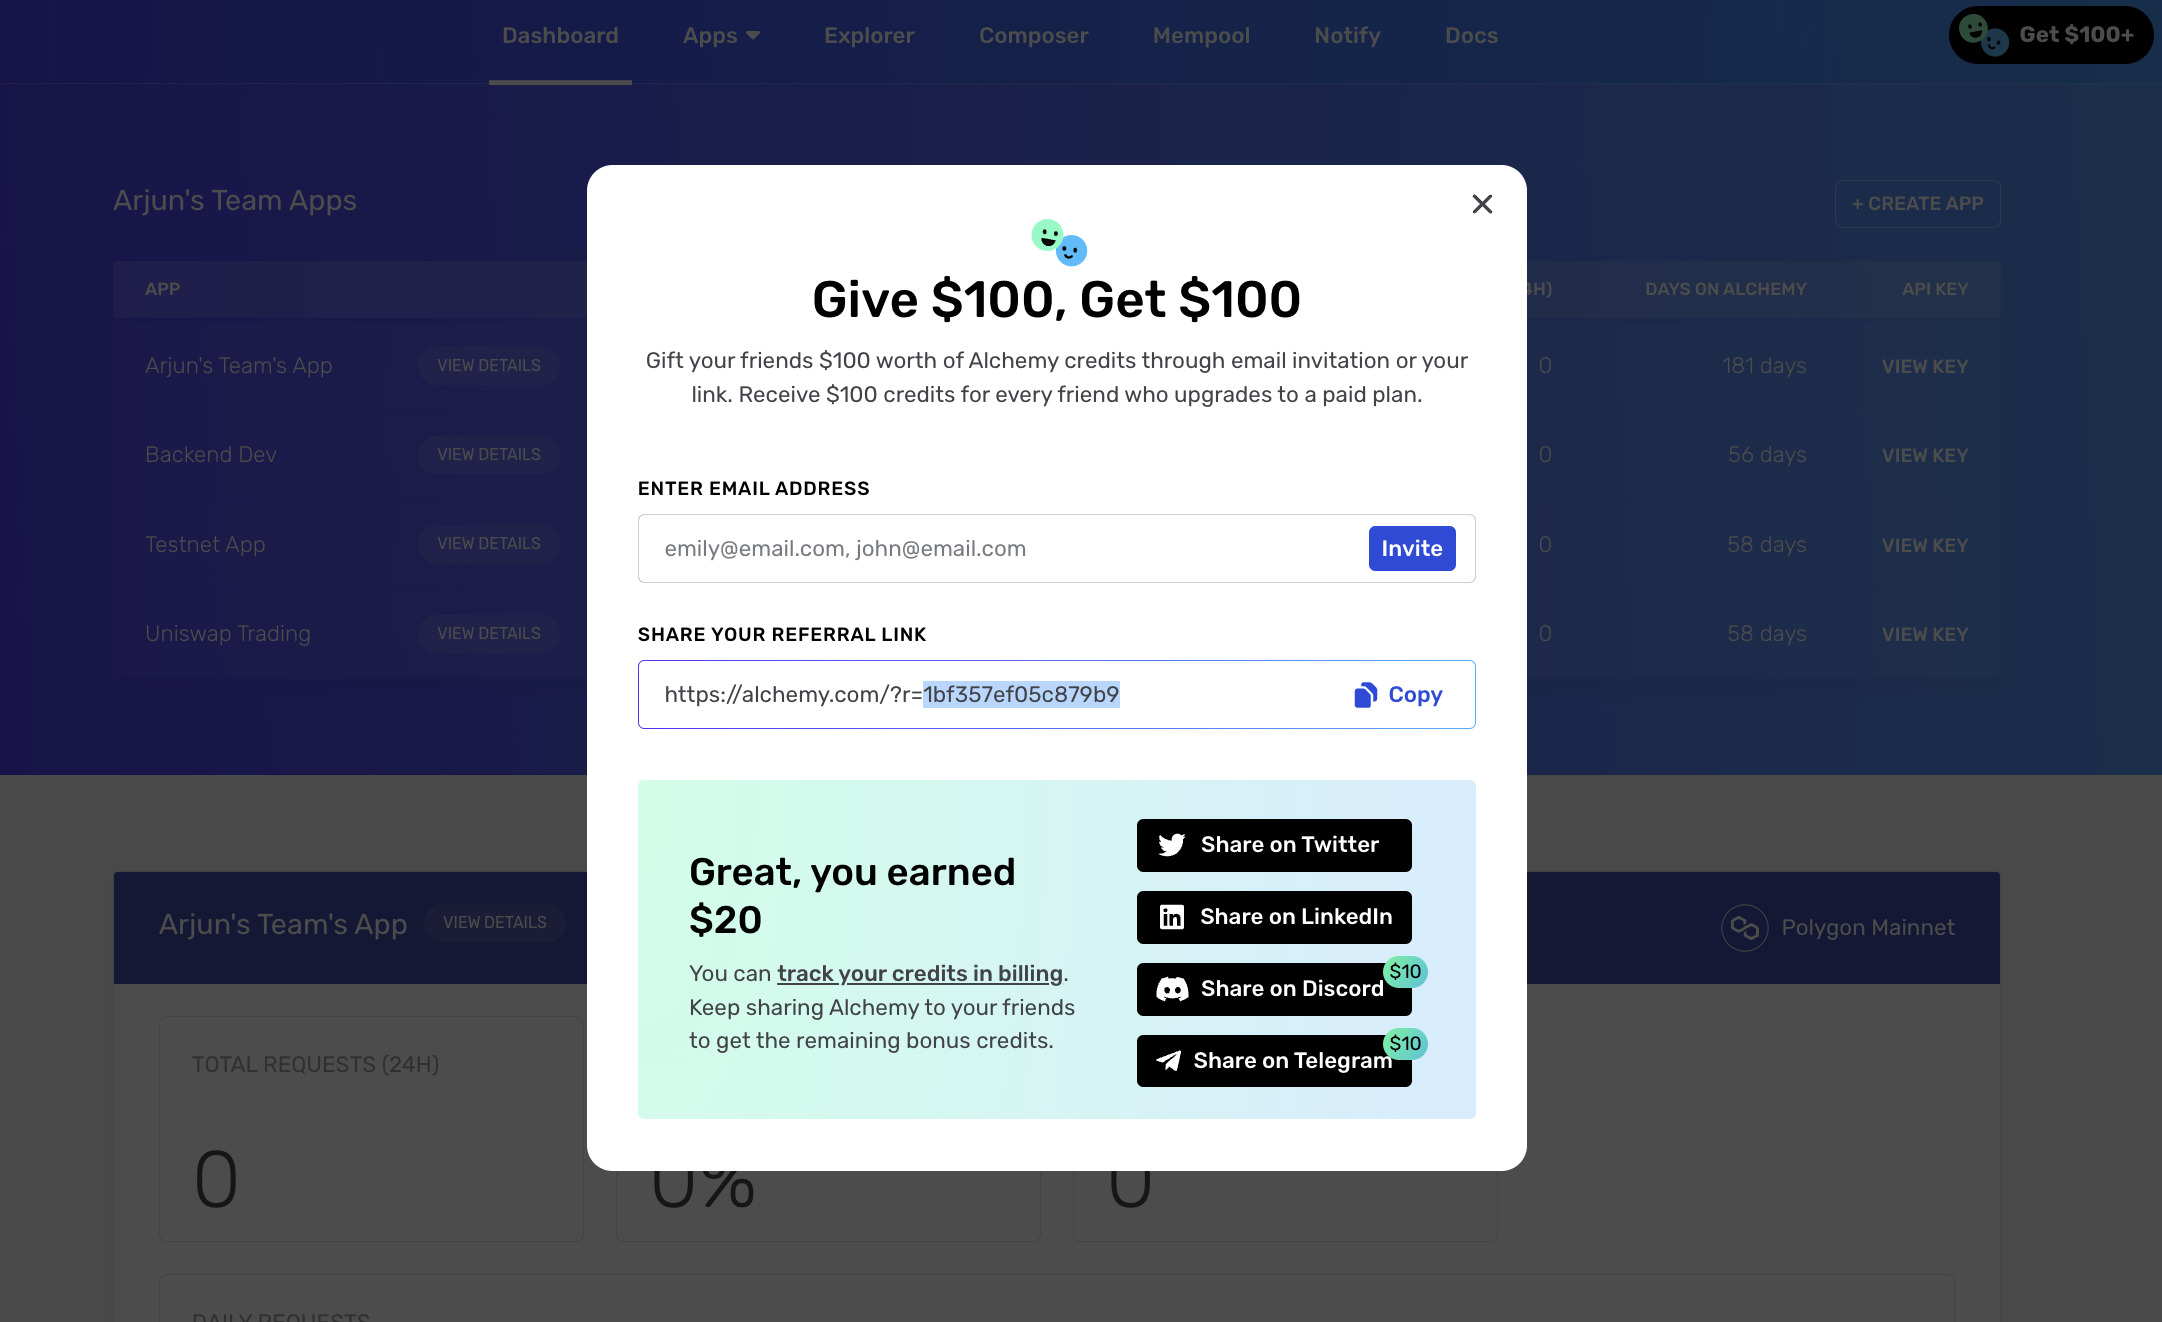 Dashboard Apps Explorer Composer Mempool Notify Docs Get $100+
Arjun's Team Apps
+ CREATE APP
APP
4H) DAYS ON ALCHEMY API KEY
Arjun's Team's App VIEW DETAILS
0 181 days VIEW KEY
Backend Dev VIEW DETAILS
0 56 days VIEW KEY
Testnet App VIEW DETAILS
0 58 days VIEW KEY
Uniswap Trading VIEW DETAILS
0 58 days VIEW KEY
Give $100, Get $100
Gift your friends $100 worth of Alchemy credits through email invitation or your
link. Receive $100 credits for every friend who upgrades to a paid plan.
ENTER EMAIL ADDRESS
emily@email.com, john@email.com Invite
SHARE YOUR REFERRAL LINK
https://alchemy.com/?r=1bf357ef05c879b9 Copy
Great, you earned
$20
You can track your credits in billing.
Keep sharing Alchemy to your friends
to get the remaining bonus credits.
Share on Twitter
Share on LinkedIn
Share on Discord $10
Share on Telegram $10
Arjun's Team's App VIEW DETAILS
Polygon Mainnet
TOTAL REQUESTS (24H)
0 0% 0
DAILY REQUESTS